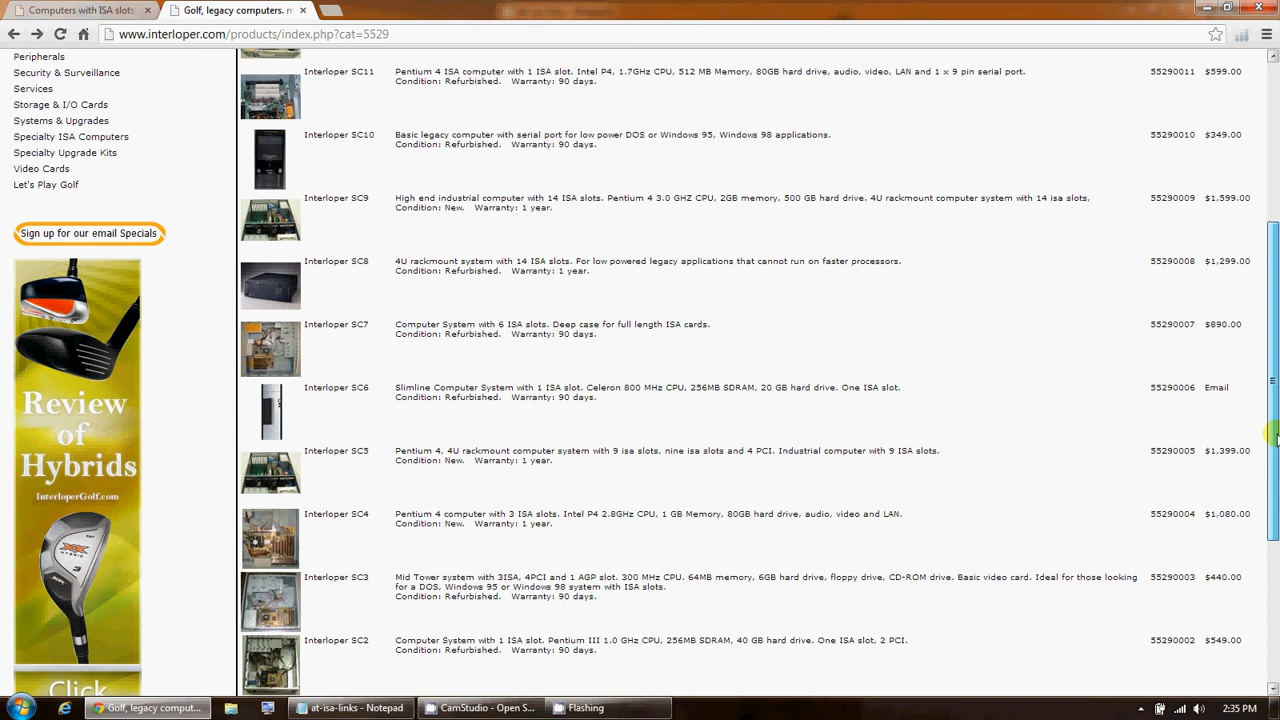 Computers with ISA slots
Golf, legacy computers. m
www.interloper.com/products/index.php?cat=5529
Peripherals
Security & Surveillance
Services
Storage & I/O Cards
Systems & Upgrades
Specialty ISA Computers
Specialty Upgrade Kits
Video Cards
Let's Play Golf
Sign up for our email Specials
Review
of
Hybrids
InterloperGolf.com
Click
Interloper SC11 Pentium 4 ISA computer with 1 ISA slot. Intel P4, 1.7GHz CPU, 512 MB Memory, 80GB hard drive, audio, video, LAN and 1 x 9 pin serial port. 55290011 $599.00
Condition: Refurbished. Warranty: 90 days.
Interloper SC10 Basic legacy computer with serial port for low power DOS or Windows 95, Windows 98 applications. 55290010 $349.00
Condition: Refurbished. Warranty: 90 days.
Interloper SC9 High end industrial computer with 14 ISA slots. Pentium 4 3.0 GHZ CPU, 2GB memory, 500 GB hard drive. 4U rackmount computer system with 14 isa slots, 55290009 $1,599.00
Condition: New. Warranty: 1 year.
Interloper SC8 4U rackmount system with 14 ISA slots. For low powered legacy applications that cannot run on faster processors. 55290008 $1,299.00
Condition: Refurbished. Warranty: 1 year.
Interloper SC7 Computer System with 6 ISA slots. Deep case for full length ISA cards. 55290007 $890.00
Condition: Refurbished. Warranty: 90 days.
Interloper SC6 Slimline Computer System with 1 ISA slot. Celeron 800 MHz CPU, 256MB SDRAM, 20 GB hard drive. One ISA slot. 55290006 Email
Condition: Refurbished. Warranty: 90 days.
Interloper SC5 Pentium 4, 4U rackmount computer system with 9 isa slots, nine isa slots and 4 PCI. Industrial computer with 9 ISA slots. 55290005 $1,399.00
Condition: New. Warranty: 1 year.
Interloper SC4 Pentium 4 computer with 3 ISA slots. Intel P4 2.8GHz CPU, 1 GB Memory, 80GB hard drive, audio, video and LAN. 55290004 $1,080.00
Condition: New. Warranty: 1 year.
Interloper SC3 Mid Tower system with 3ISA, 4PCI and 1 AGP slot. 300 MHz CPU. 64MB memory, 6GB hard drive, floppy drive, CD-ROM drive. Basic video card. Ideal for those looking 55290003 $440.00
for a DOS, Windows 95 or Windows 98 system with ISA slots.
Condition: Refurbished. Warranty: 90 days.
Interloper SC2 Computer System with 1 ISA slot. Pentium III 1.0 GHz CPU, 256MB SDRAM, 40 GB hard drive. One ISA slot, 2 PCI. 55290002 $549.00
Condition: Refurbished. Warranty: 90 days.
Golf, legacy comput...
at-isa-links - Notepad
CamStudio - Open S...
Flashing
2:35 PM